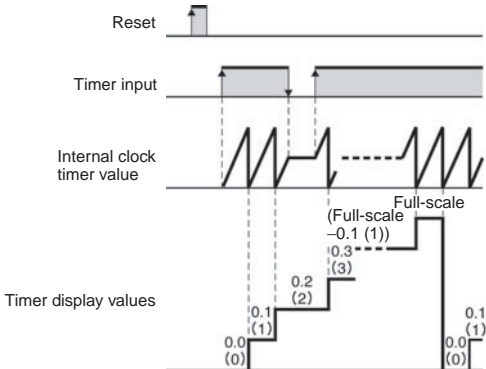 Reset
Timer input
Internal clock
timer value
Full-scale
(Full-scale
–0.1 (1))
0.3
(3)
0.2
(2)
Timer display values
0.1
(1)
0.0
(0)
0.1
(1)
0.0
(0)